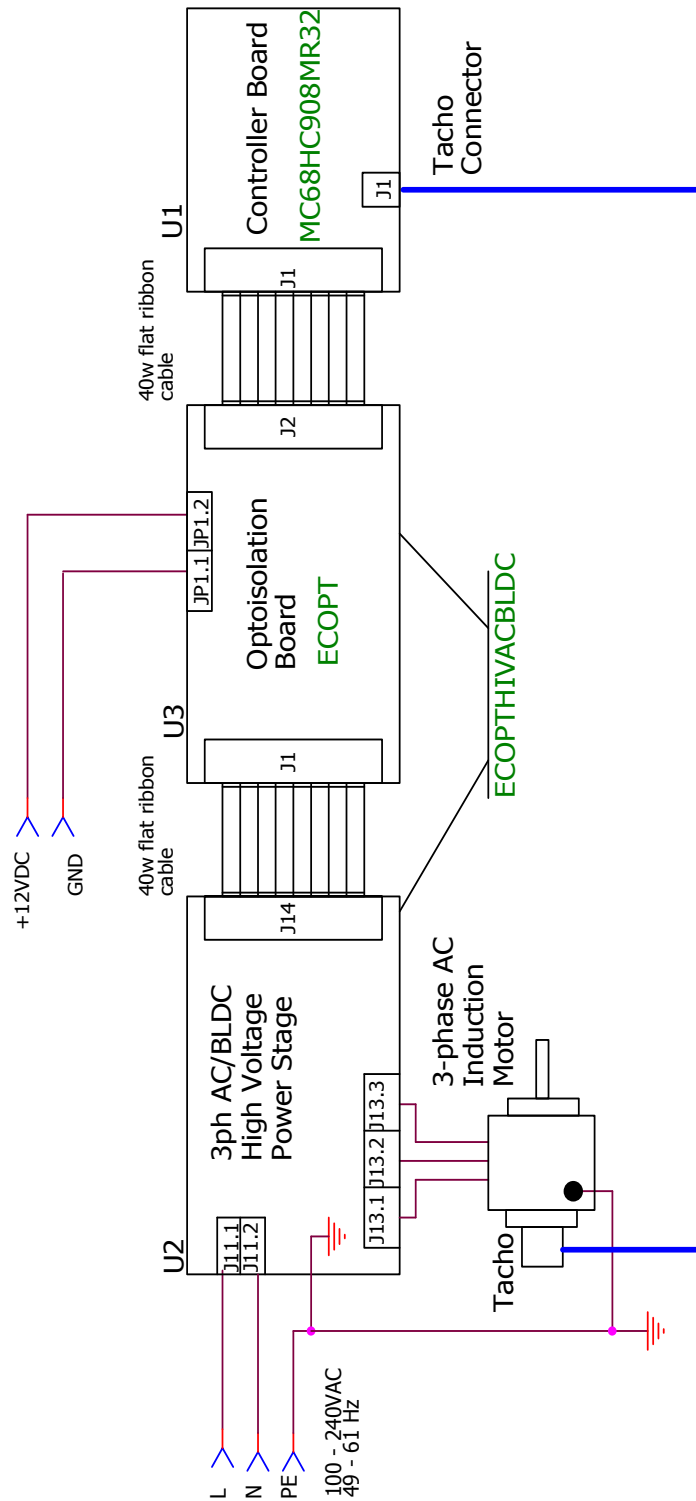 +12VDC
GND
40w flat ribbon
cable
40w flat ribbon
cable
U2
U3
U1
L
N
PE
100 - 240VAC
49 - 61 Hz
J11.1
J11.2
3ph AC/BLDC
High Voltage
Power Stage
J14
J13.1
J13.2
J13.3
J1
JP1.1
JP1.2
Optoisolation
Board
ECOPT
J2
J1
Controller Board
MC68HC908MR32
J1
Tacho
Connector
Tacho
3-phase AC
Induction
Motor
ECOPTHIVACBLDC